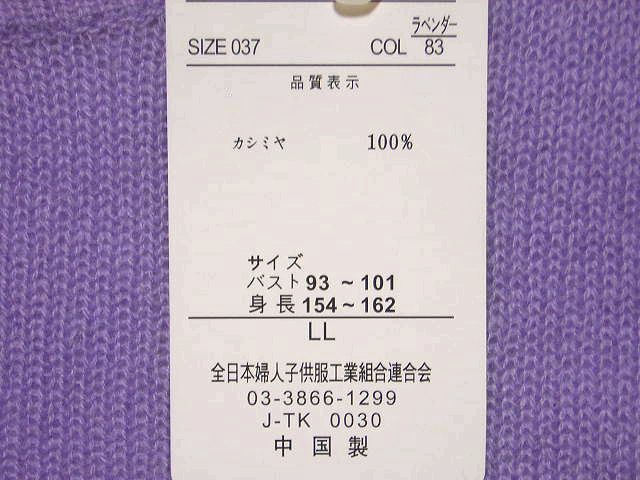 ラベンダー
SIZE 037 COL 83
品質表示
カシミヤ 100%
サイズ
バスト 93 ~ 101
身長 154 ~ 162
LL
全日本婦人子供服工業組合連合会
03-3866-1299
J-TK 0030
中国製